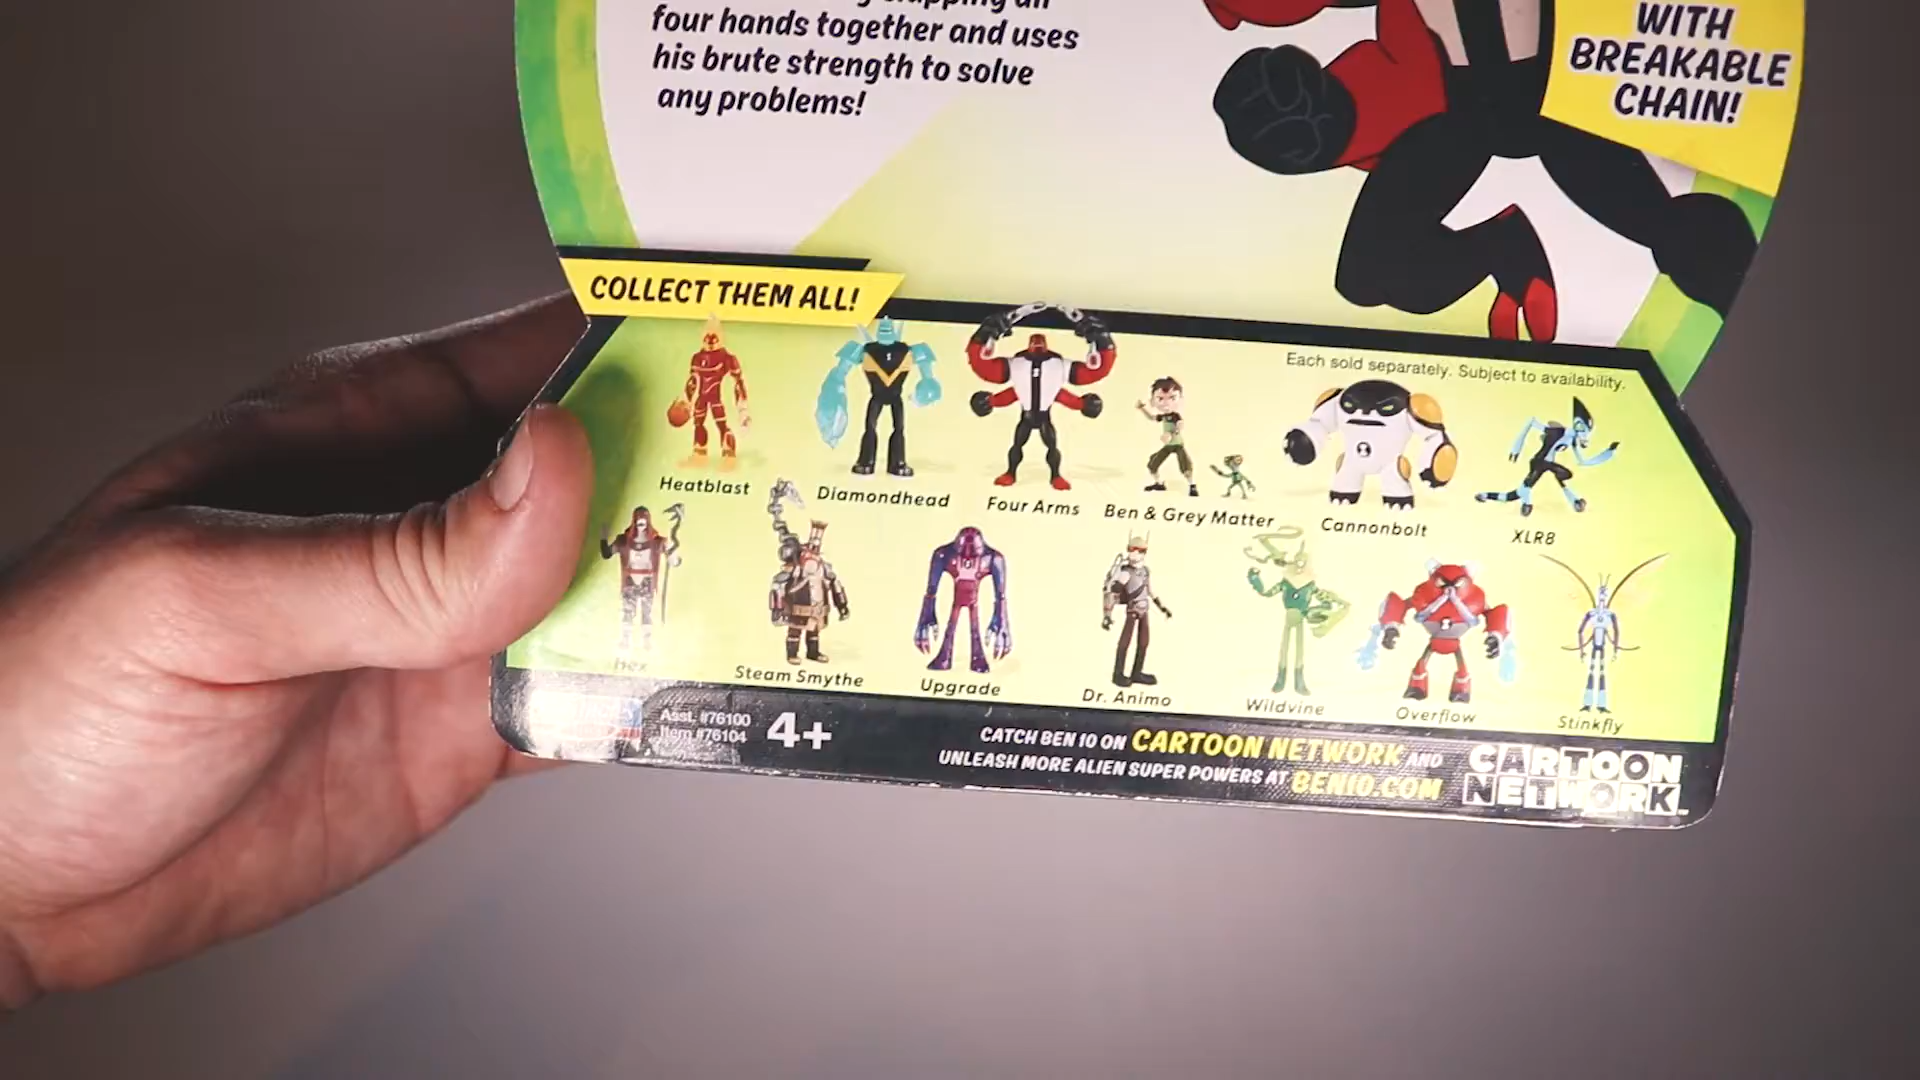 four hands together and uses
his brute strength to solve
any problems!
WITH
BREAKABLE
CHAIN!
COLLECT THEM ALL!
Each sold separately. Subject to availability.
Heatblast
Diamondhead
Four Arms
Ben & Grey Matter
Cannonbolt
XLR8
Hex
Steam Smythe
Upgrade
Dr. Animo
Wildvine
Overflow
Stinkfly
Asst. #76100
Item #76104
4+
CATCH BEN 10 ON CARTOON NETWORK AND
UNLEASH MORE ALIEN SUPER POWERS AT BEN10.COM
CARTOON
NETWORK